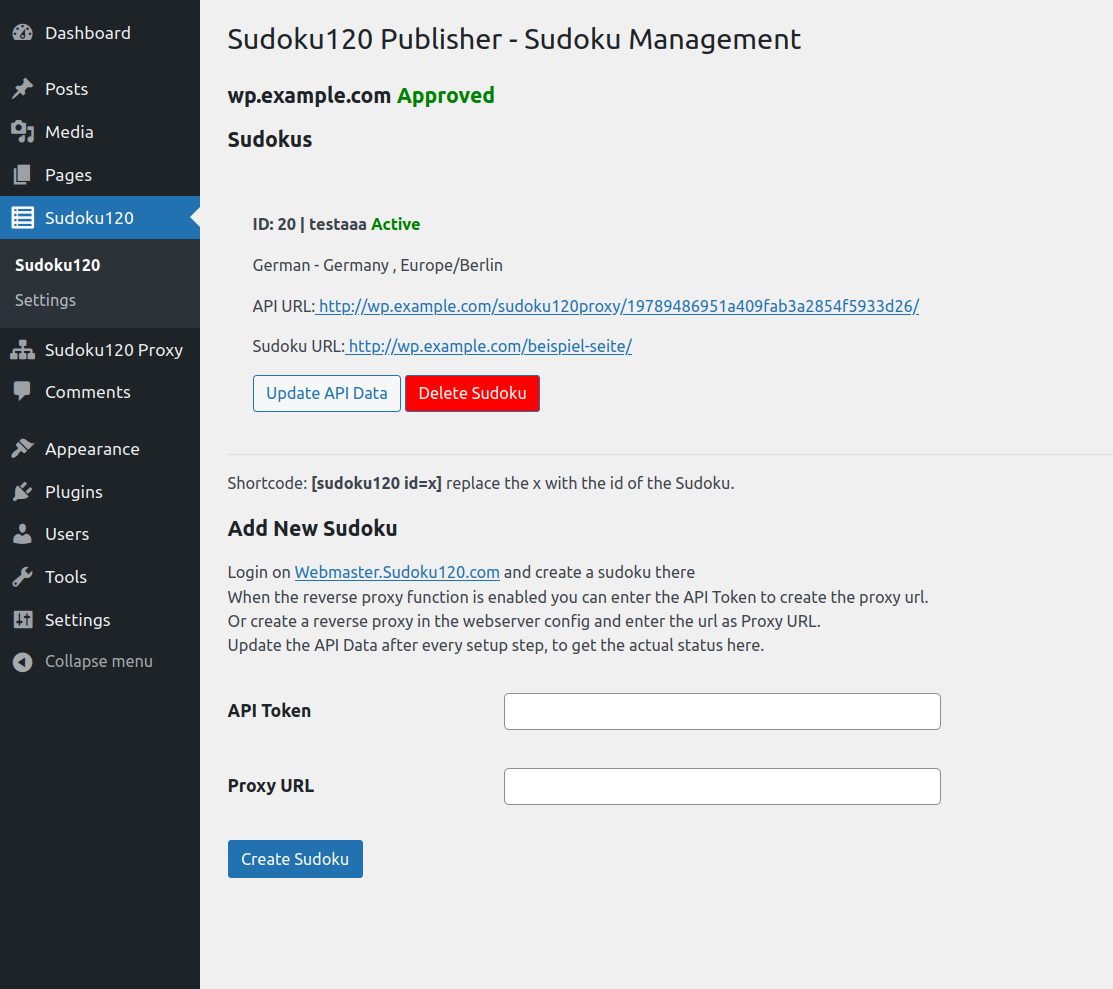 Dashboard
Posts
Media
Pages
Sudoku120
Sudoku120
Settings
Sudoku120 Proxy
Comments
Appearance
Plugins
Users
Tools
Settings
Collapse menu
Sudoku120 Publisher - Sudoku Management
wp.example.com Approved
Sudokus
ID: 20 | testaaa Active
German - Germany , Europe/Berlin
API URL: http://wp.example.com/sudoku120proxy/19789486951a409fab3a2854f5933d26/
Sudoku URL: http://wp.example.com/beispiel-seite/
Update API Data Delete Sudoku
Shortcode: [sudoku120 id=x] replace the x with the id of the Sudoku.
Add New Sudoku
Login on Webmaster.Sudoku120.com and create a sudoku there
When the reverse proxy function is enabled you can enter the API Token to create the proxy url.
Or create a reverse proxy in the webserver config and enter the url as Proxy URL.
Update the API Data after every setup step, to get the actual status here.
API Token
Proxy URL
Create Sudoku